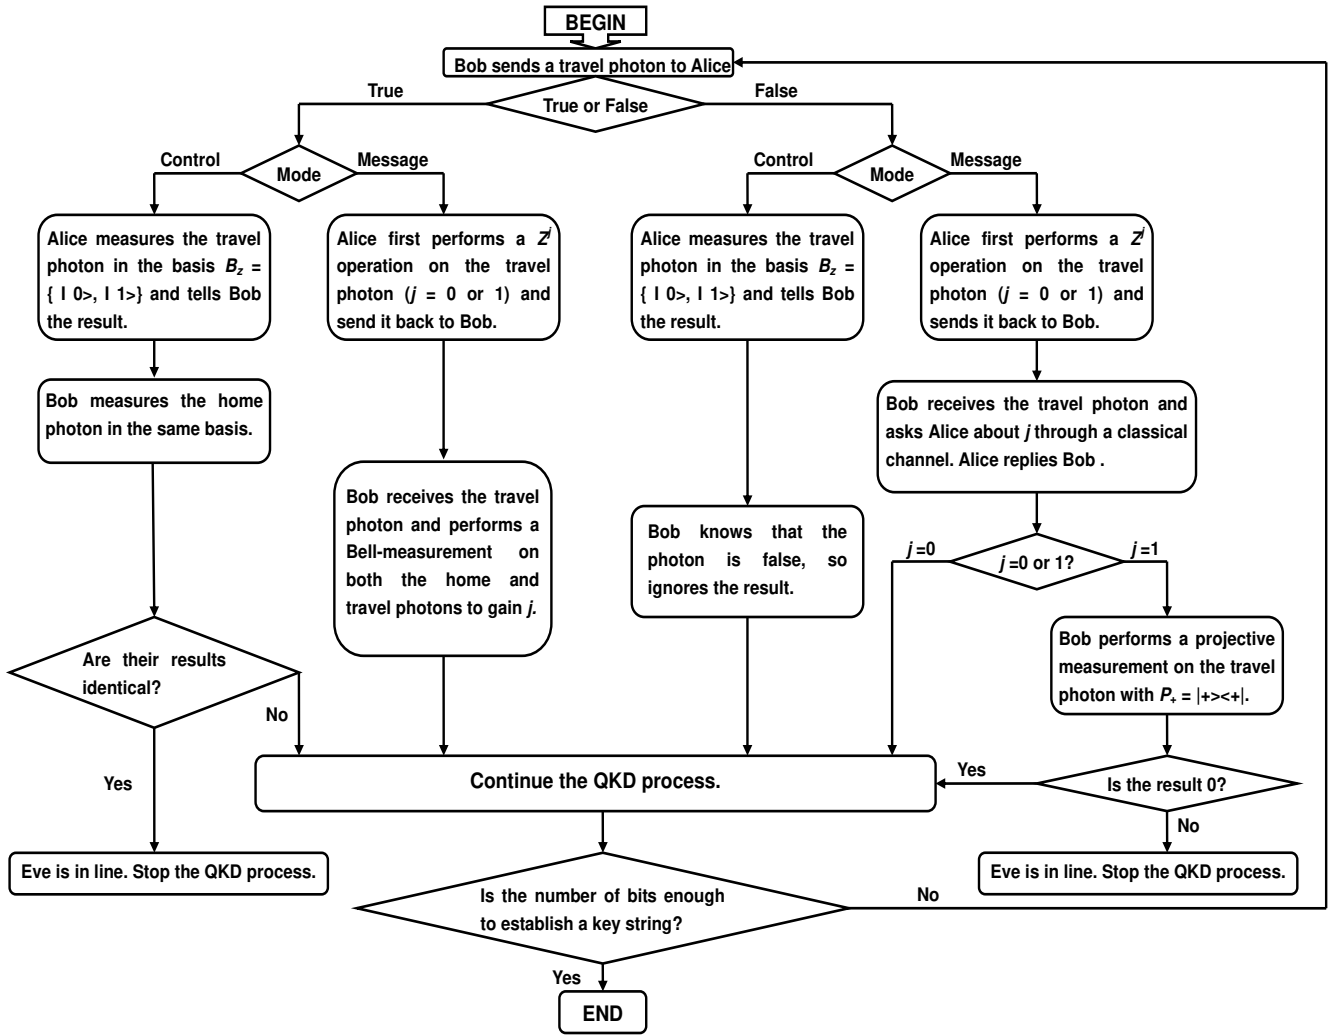 BEGIN
Bob sends a travel photon to Alice
True or False
True
False
Mode
Control
Message
Mode
Control
Message
Alice measures the travel
photon in the basis Bz =
{ I 0>, I 1>} and tells Bob
the result.
Alice first performs a Z^j
operation on the travel
photon (j = 0 or 1) and
send it back to Bob.
Alice measures the travel
photon in the basis Bz =
{ I 0>, I 1>} and tells Bob
the result.
Alice first performs a Z^j
operation on the travel
photon (j = 0 or 1) and
sends it back to Bob.
Bob measures the home
photon in the same basis.
Bob receives the travel photon and
asks Alice about j through a classical
channel. Alice replies Bob .
Bob receives the travel
photon and performs a
Bell-measurement on
both the home and
travel photons to gain j.
Bob knows that the
photon is false, so
ignores the result.
j =0
j =0 or 1?
j =1
Bob performs a projective
measurement on the travel
photon with P+ = |+><+|.
Are their results
identical?
No
Yes
Continue the QKD process.
Yes
Is the result 0?
No
Eve is in line. Stop the QKD process.
Eve is in line. Stop the QKD process.
Is the number of bits enough
to establish a key string?
No
Yes
END